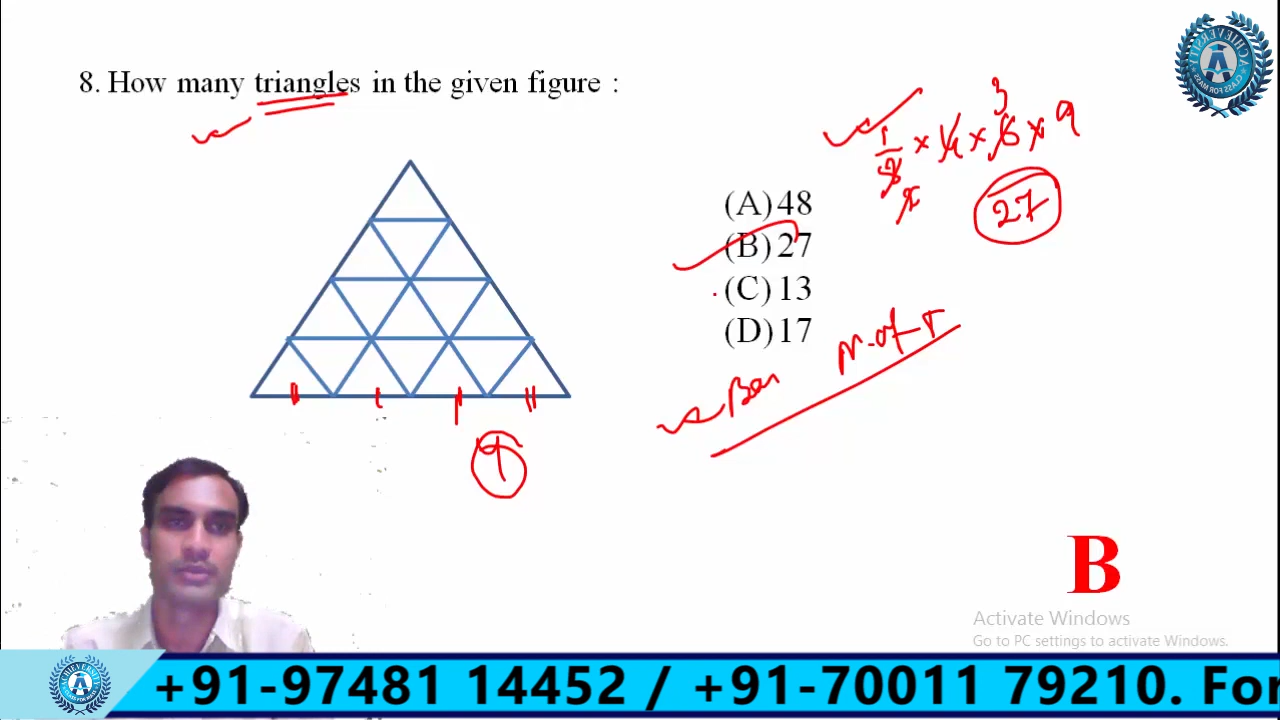 8. How many triangles in the given figure :
(A) 48
(B) 27
(C) 13
(D) 17
27
B
Activate Windows
Go to PC settings to activate Windows.
+91-97481 14452 / +91-70011 79210. For